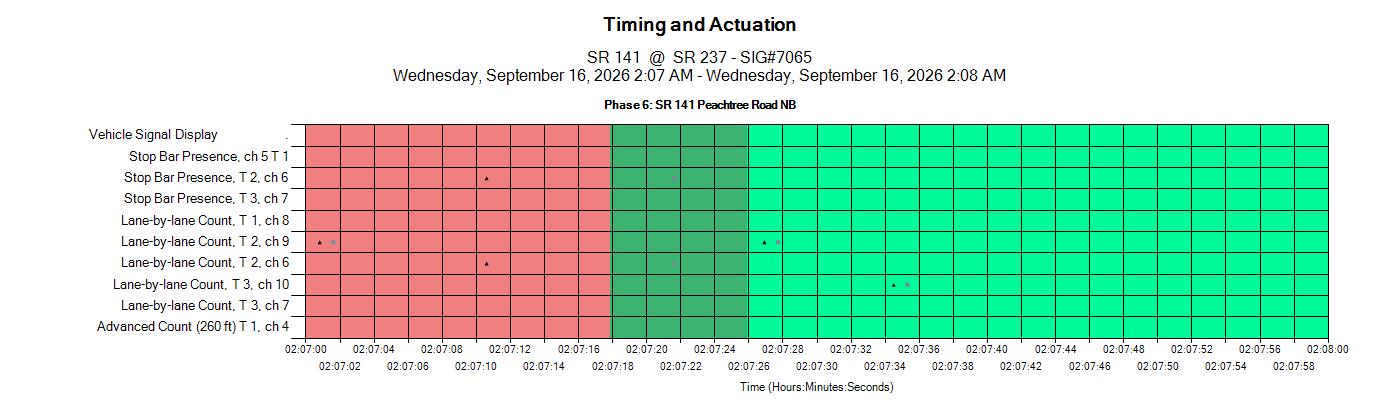 Timing and Actuation
SR 141 @ SR 237 - SIG#7065
Wednesday, September 16, 2026 2:07 AM - Wednesday, September 16, 2026 2:08 AM
Phase 6: SR 141 Peachtree Road NB
Vehicle Signal Display .
Stop Bar Presence, ch 5 T 1
Stop Bar Presence, T 2, ch 6
Stop Bar Presence, T 3, ch 7
Lane-by-lane Count, T 1, ch 8
Lane-by-lane Count, T 2, ch 9
Lane-by-lane Count, T 2, ch 6
Lane-by-lane Count, T 3, ch 10
Lane-by-lane Count, T 3, ch 7
Advanced Count (260 ft) T 1, ch 4
02:07:00 02:07:04 02:07:08 02:07:12 02:07:16 02:07:20 02:07:24 02:07:28 02:07:32 02:07:36 02:07:40 02:07:44 02:07:48 02:07:52 02:07:56 02:08:00
02:07:02 02:07:06 02:07:10 02:07:14 02:07:18 02:07:22 02:07:26 02:07:30 02:07:34 02:07:38 02:07:42 02:07:46 02:07:50 02:07:54 02:07:58
Time (Hours:Minutes:Seconds)